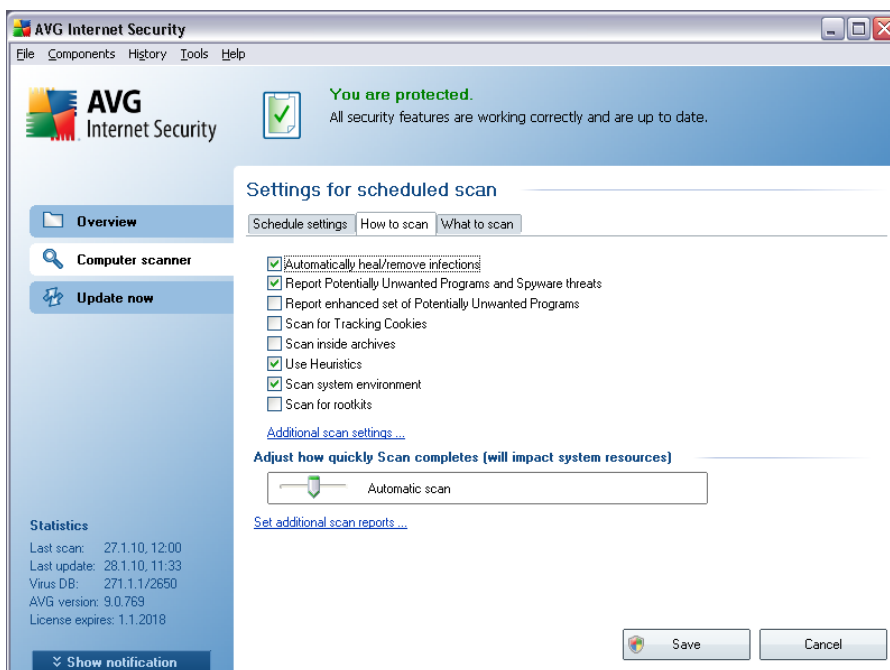 AVG Internet Security
File Components History Tools Help
AVG
Internet Security
You are protected.
All security features are working correctly and are up to date.
Settings for scheduled scan
Schedule settings How to scan What to scan
Overview
Computer scanner
Update now
Automatically heal/remove infections
Report Potentially Unwanted Programs and Spyware threats
Report enhanced set of Potentially Unwanted Programs
Scan for Tracking Cookies
Scan inside archives
Use Heuristics
Scan system environment
Scan for rootkits
Additional scan settings ...
Adjust how quickly Scan completes (will impact system resources)
Automatic scan
Set additional scan reports ...
Statistics
Last scan: 27.1.10, 12:00
Last update: 28.1.10, 11:33
Virus DB: 271.1.1/2650
AVG version: 9.0.769
License expires: 1.1.2018
Show notification
Save Cancel